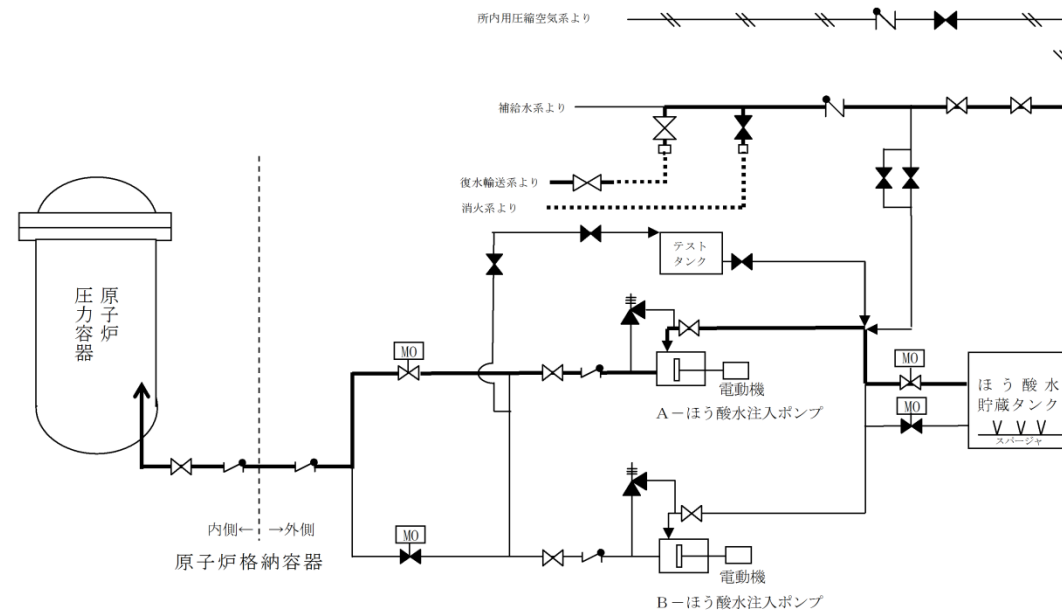 所内用圧縮空気系より
補給水系より
復水輸送系より
消火系より
テスト
タンク
原子炉
圧力容器
MO
電動機
A－ほう酸水注入ポンプ
MO
MO
ほう酸水
貯蔵タンク
スパージャ
内側← →外側
原子炉格納容器
MO
電動機
B－ほう酸水注入ポンプ